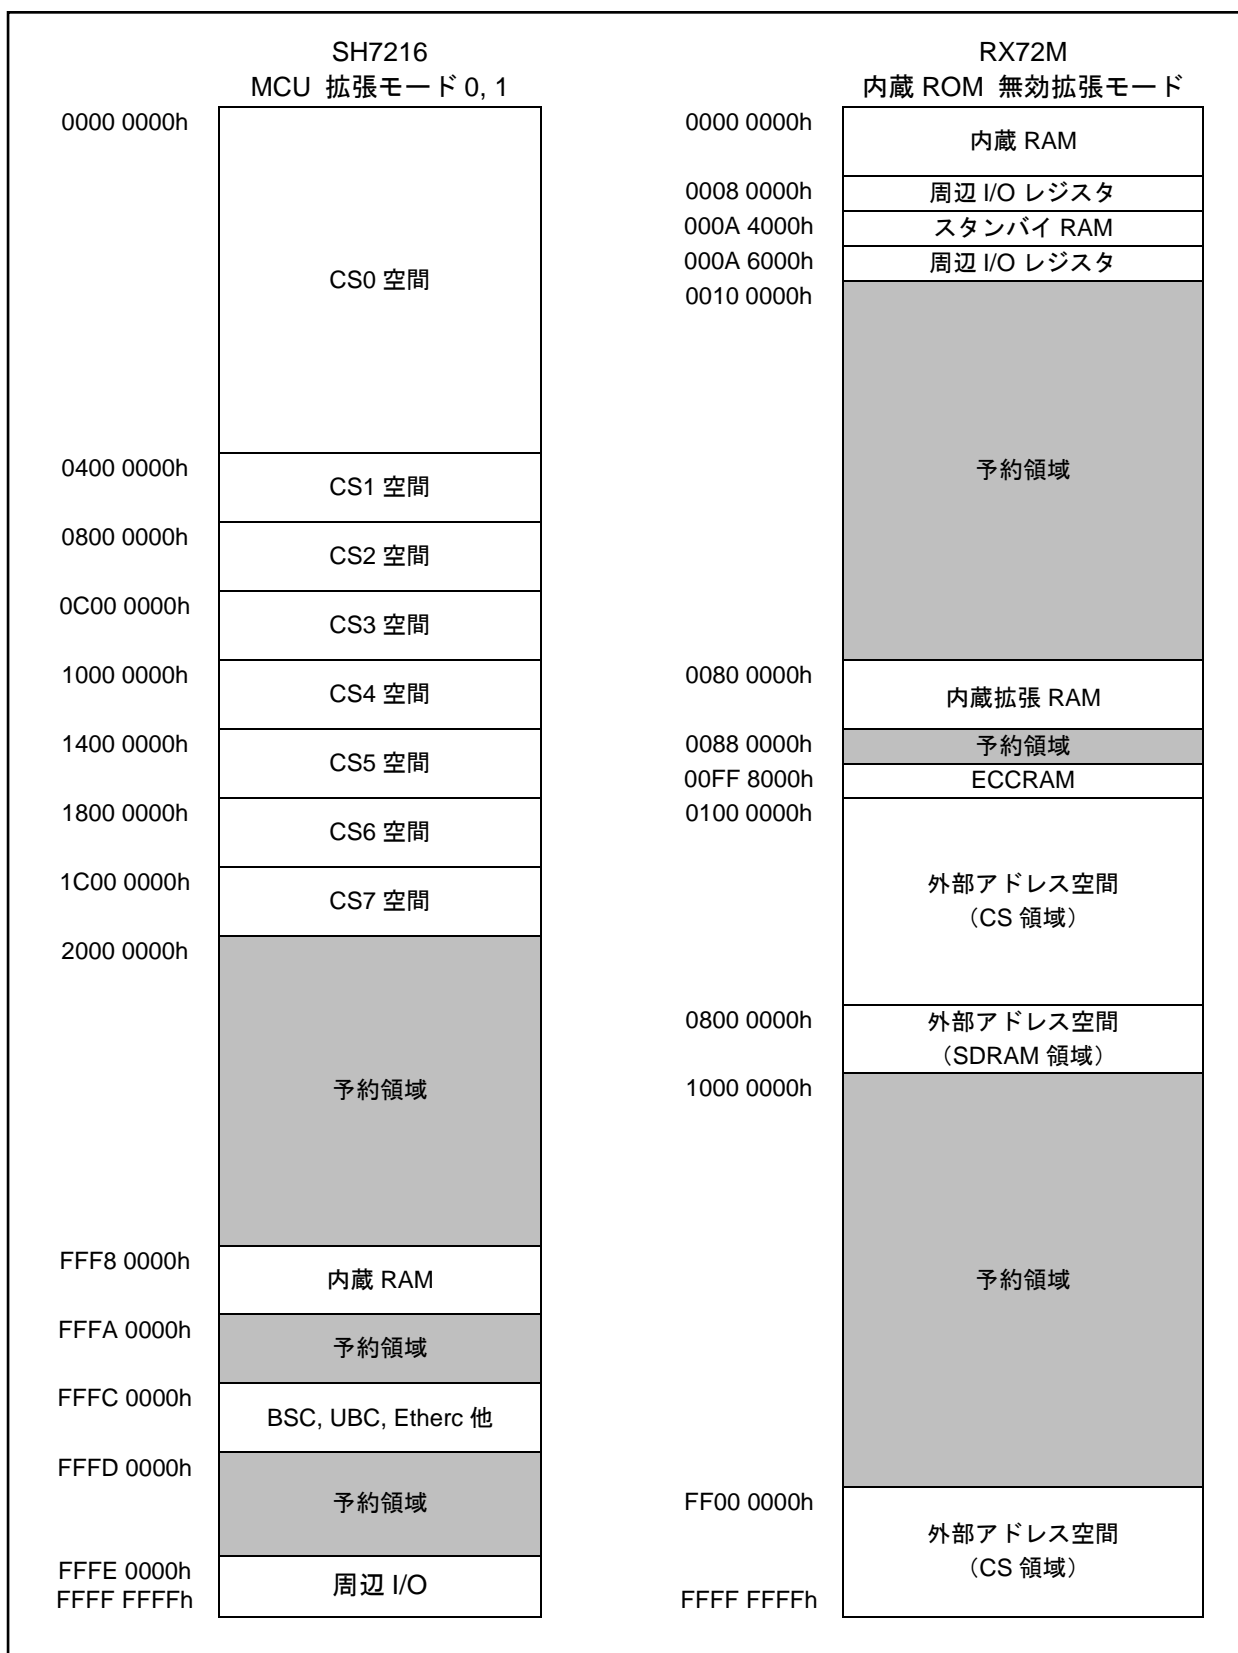 SH7216
MCU 拡張モード 0, 1
0000 0000h
CS0 空間
0400 0000h
CS1 空間
0800 0000h
CS2 空間
0C00 0000h
CS3 空間
1000 0000h
CS4 空間
1400 0000h
CS5 空間
1800 0000h
CS6 空間
1C00 0000h
CS7 空間
2000 0000h
予約領域
FFF8 0000h
内蔵 RAM
FFFA 0000h
予約領域
FFFC 0000h
BSC, UBC, Etherc 他
FFFD 0000h
予約領域
FFFE 0000h
周辺 I/O
FFFF FFFFh
RX72M
内蔵 ROM 無効拡張モード
0000 0000h
内蔵 RAM
0008 0000h
周辺 I/O レジスタ
000A 4000h
スタンバイ RAM
000A 6000h
周辺 I/O レジスタ
0010 0000h
予約領域
0080 0000h
内蔵拡張 RAM
0088 0000h
予約領域
00FF 8000h
ECCRAM
0100 0000h
外部アドレス空間
（CS 領域）
0800 0000h
外部アドレス空間
（SDRAM 領域）
1000 0000h
予約領域
FF00 0000h
外部アドレス空間
（CS 領域）
FFFF FFFFh